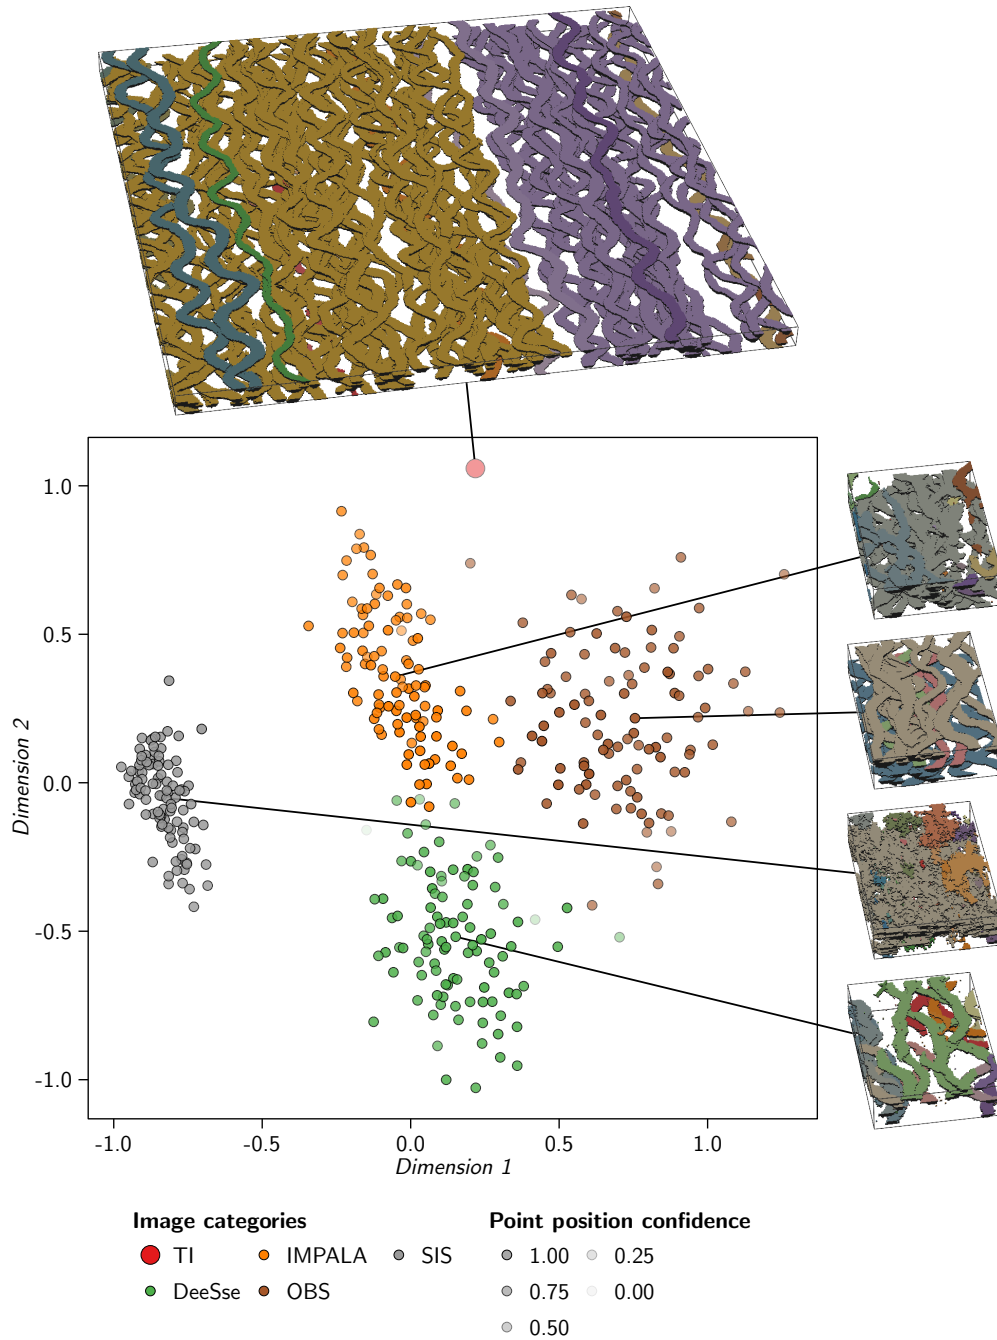 1.0
0.5
0.0
-0.5
-1.0
Dimension 2
-1.0 -0.5 0.0 0.5 1.0
Dimension 1
Image categories
TI IMPALA SIS
DeeSse OBS
Point position confidence
1.00 0.25
0.75 0.00
0.50